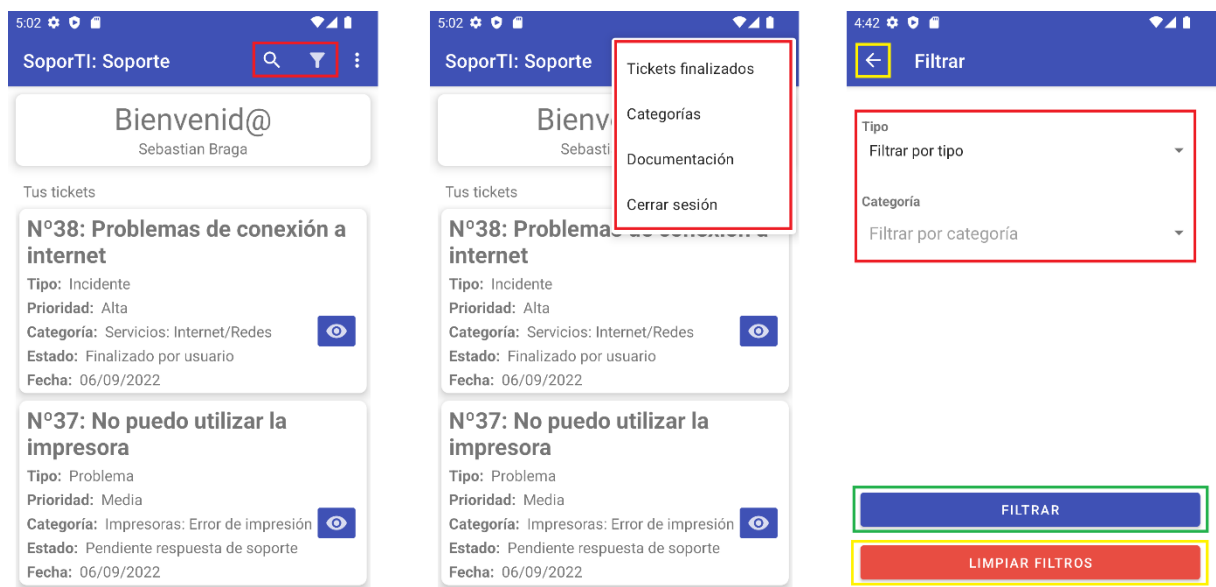 5:02
SoporTI: Soporte
Bienvenid@
Sebastian Braga
Tus tickets
Nº38: Problemas de conexión a
internet
Tipo: Incidente
Prioridad: Alta
Categoría: Servicios: Internet/Redes
Estado: Finalizado por usuario
Fecha: 06/09/2022
Nº37: No puedo utilizar la
impresora
Tipo: Problema
Prioridad: Media
Categoría: Impresoras: Error de impresión
Estado: Pendiente respuesta de soporte
Fecha: 06/09/2022
5:02
SoporTI: Soporte
Tickets finalizados
Categorías
Documentación
Cerrar sesión
Bienv
Sebasti
Tus tickets
Nº38: Problemas de conexión a
internet
Tipo: Incidente
Prioridad: Alta
Categoría: Servicios: Internet/Redes
Estado: Finalizado por usuario
Fecha: 06/09/2022
Nº37: No puedo utilizar la
impresora
Tipo: Problema
Prioridad: Media
Categoría: Impresoras: Error de impresión
Estado: Pendiente respuesta de soporte
Fecha: 06/09/2022
4:42
Filtrar
Tipo
Filtrar por tipo
Categoría
Filtrar por categoría
FILTRAR
LIMPIAR FILTROS